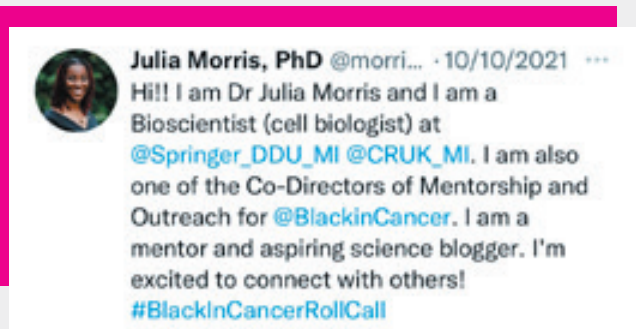 Julia Morris, PhD @morri... · 10/10/2021 ···
Hi!! I am Dr Julia Morris and I am a
Bioscientist (cell biologist) at
@Springer_DDU_MI @CRUK_MI. I am also
one of the Co-Directors of Mentorship and
Outreach for @BlackinCancer. I am a
mentor and aspiring science blogger. I'm
excited to connect with others!
#BlackInCancerRollCall